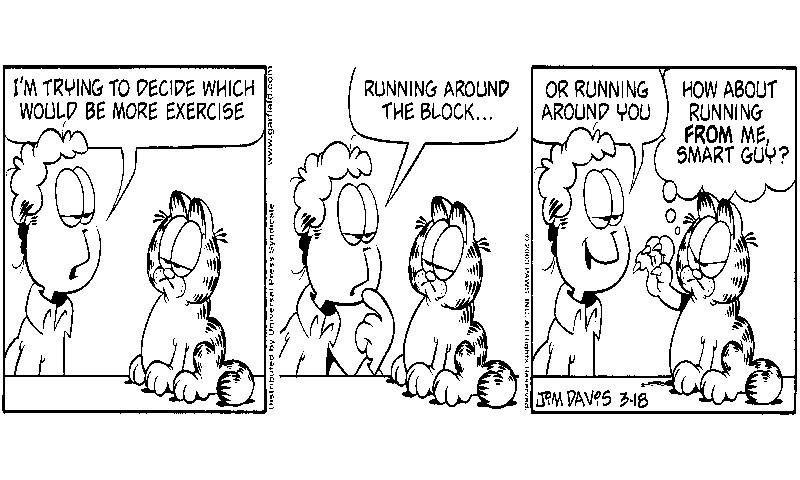 I'M TRYING TO DECIDE WHICH
WOULD BE MORE EXERCISE
www.garfield.com
Distributed by Universal Press Syndicate
RUNNING AROUND
THE BLOCK...
OR RUNNING
AROUND YOU
HOW ABOUT
RUNNING
FROM ME,
SMART GUY?
JIM DAVIS 3-18